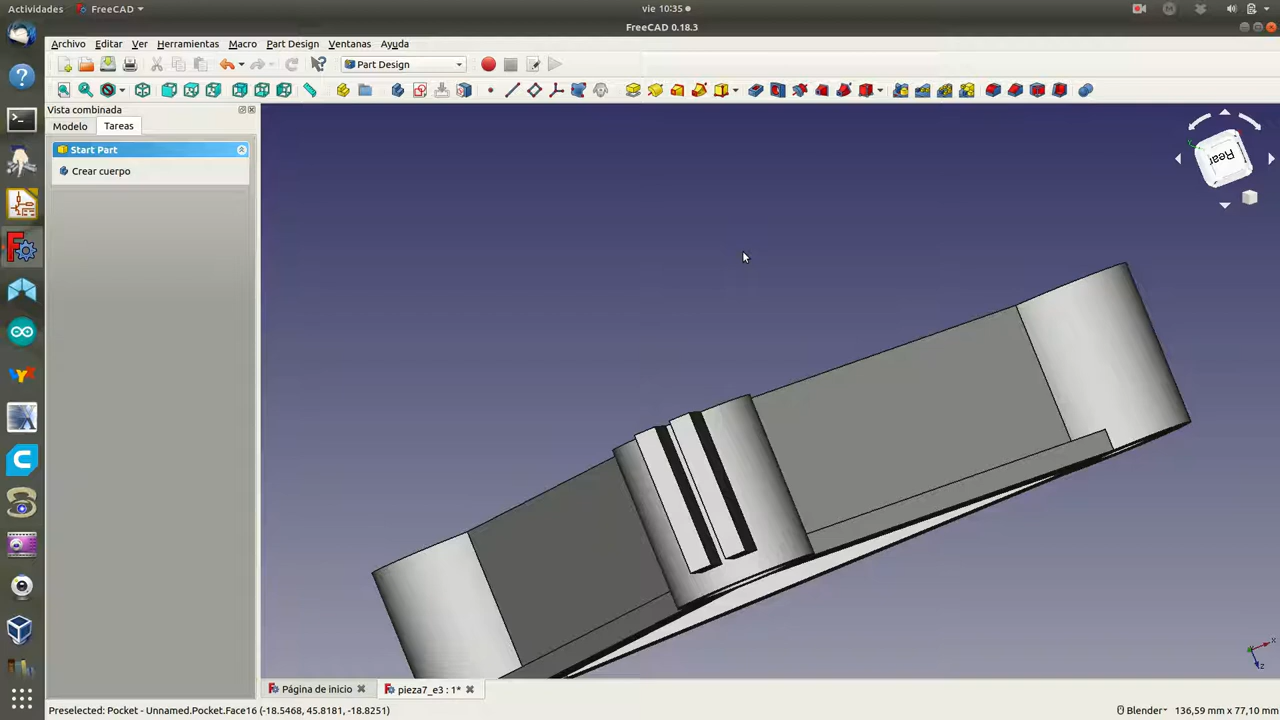 Actividades FreeCAD vie 10:35
FreeCAD 0.18.3
Archivo Editar Ver Herramientas Macro Part Design Ventanas Ayuda
Part Design
Vista combinada
Modelo Tareas
Start Part
Crear cuerpo
Rear
Página de inicio pieza7_e3 : 1*
Preselected: Pocket - Unnamed.Pocket.Face16 (-18.5468, 45.8181, -18.8251) Blender 136,59 mm x 77,10 mm